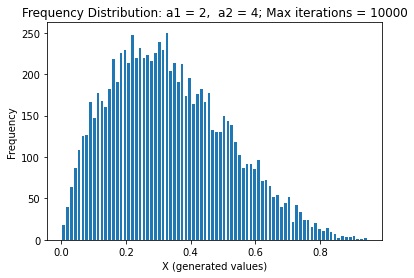 Frequency Distribution: a1 = 2,  a2 = 4; Max iterations = 10000
250
200
150
100
50
0
Frequency
0.0 0.2 0.4 0.6 0.8
X (generated values)